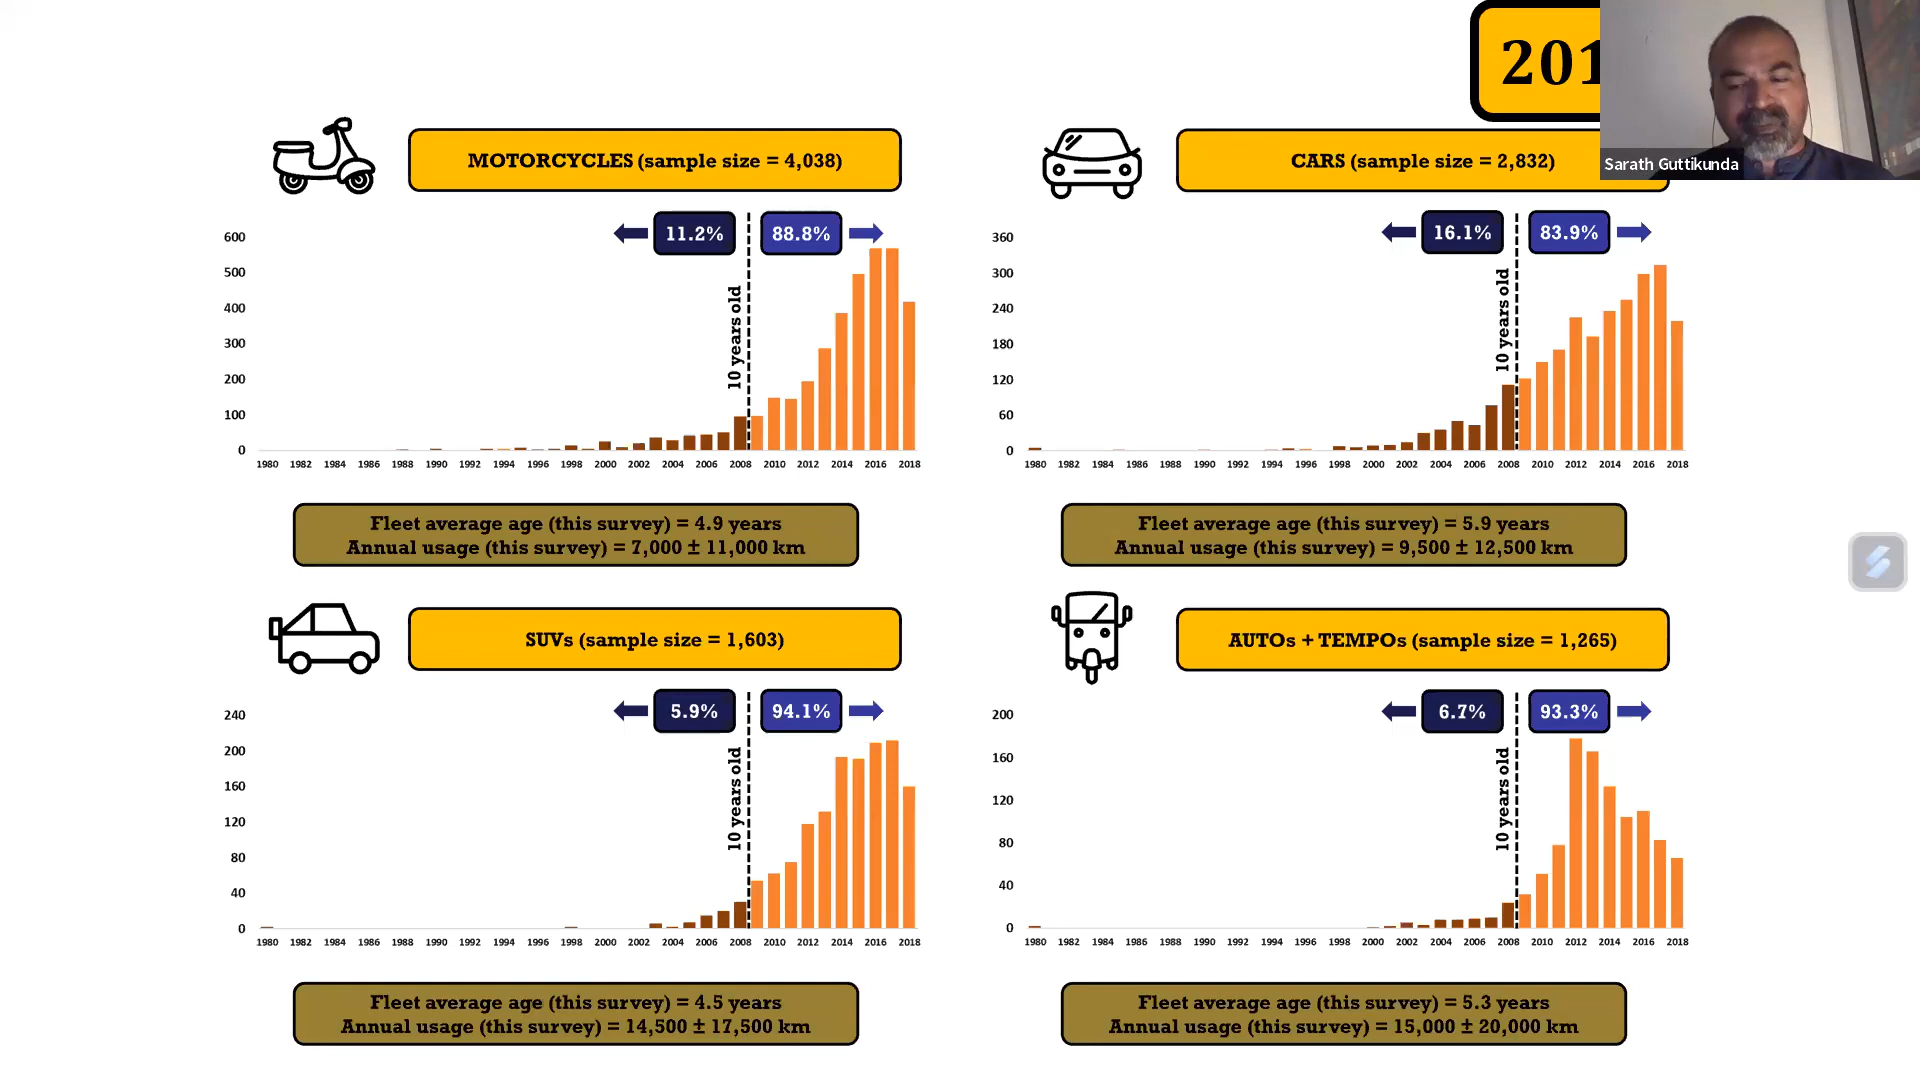 201
Sarath Guttikunda
MOTORCYCLES (sample size = 4,038)
11.2%
88.8%
10 years old
600
500
400
300
200
100
0
1980 1982 1984 1986 1988 1990 1992 1994 1996 1998 2000 2002 2004 2006 2008 2010 2012 2014 2016 2018
Fleet average age (this survey) = 4.9 years
Annual usage (this survey) = 7,000 ± 11,000 km
CARS (sample size = 2,832)
16.1%
83.9%
10 years old
360
300
240
180
120
60
0
1980 1982 1984 1986 1988 1990 1992 1994 1996 1998 2000 2002 2004 2006 2008 2010 2012 2014 2016 2018
Fleet average age (this survey) = 5.9 years
Annual usage (this survey) = 9,500 ± 12,500 km
SUVs (sample size = 1,603)
5.9%
94.1%
10 years old
240
200
160
120
80
40
0
1980 1982 1984 1986 1988 1990 1992 1994 1996 1998 2000 2002 2004 2006 2008 2010 2012 2014 2016 2018
Fleet average age (this survey) = 4.5 years
Annual usage (this survey) = 14,500 ± 17,500 km
AUTOs + TEMPOs (sample size = 1,265)
6.7%
93.3%
10 years old
200
160
120
80
40
0
1980 1982 1984 1986 1988 1990 1992 1994 1996 1998 2000 2002 2004 2006 2008 2010 2012 2014 2016 2018
Fleet average age (this survey) = 5.3 years
Annual usage (this survey) = 15,000 ± 20,000 km